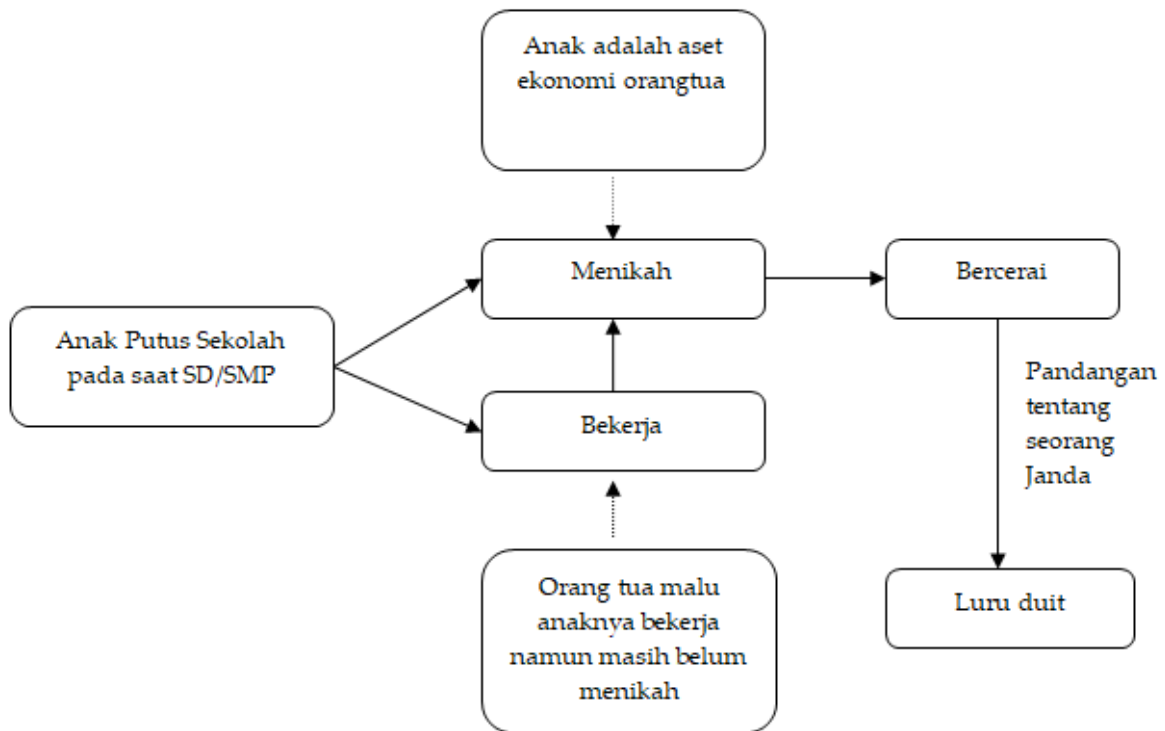 Anak adalah aset
ekonomi orangtua
Menikah
Bercerai
Anak Putus Sekolah
pada saat SD/SMP
Bekerja
Pandangan
tentang
seorang
Janda
Orang tua malu
anaknya bekerja
namun masih belum
menikah
Luru duit